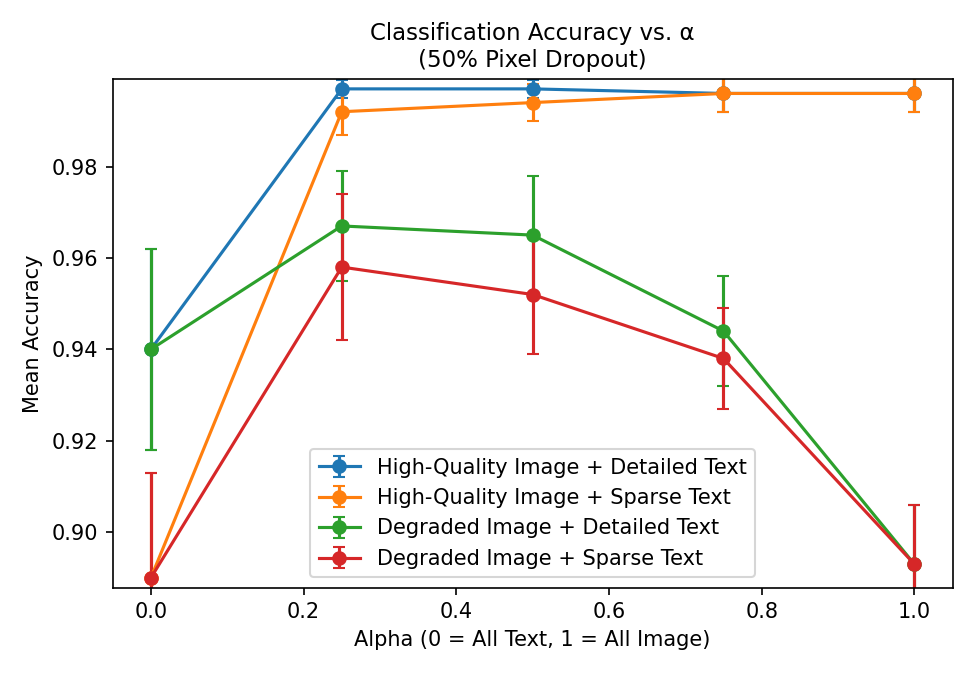 Classification Accuracy vs. α
(50% Pixel Dropout)
Mean Accuracy
0.98
0.96
0.94
0.92
0.90
High-Quality Image + Detailed Text
High-Quality Image + Sparse Text
Degraded Image + Detailed Text
Degraded Image + Sparse Text
0.0 0.2 0.4 0.6 0.8 1.0
Alpha (0 = All Text, 1 = All Image)